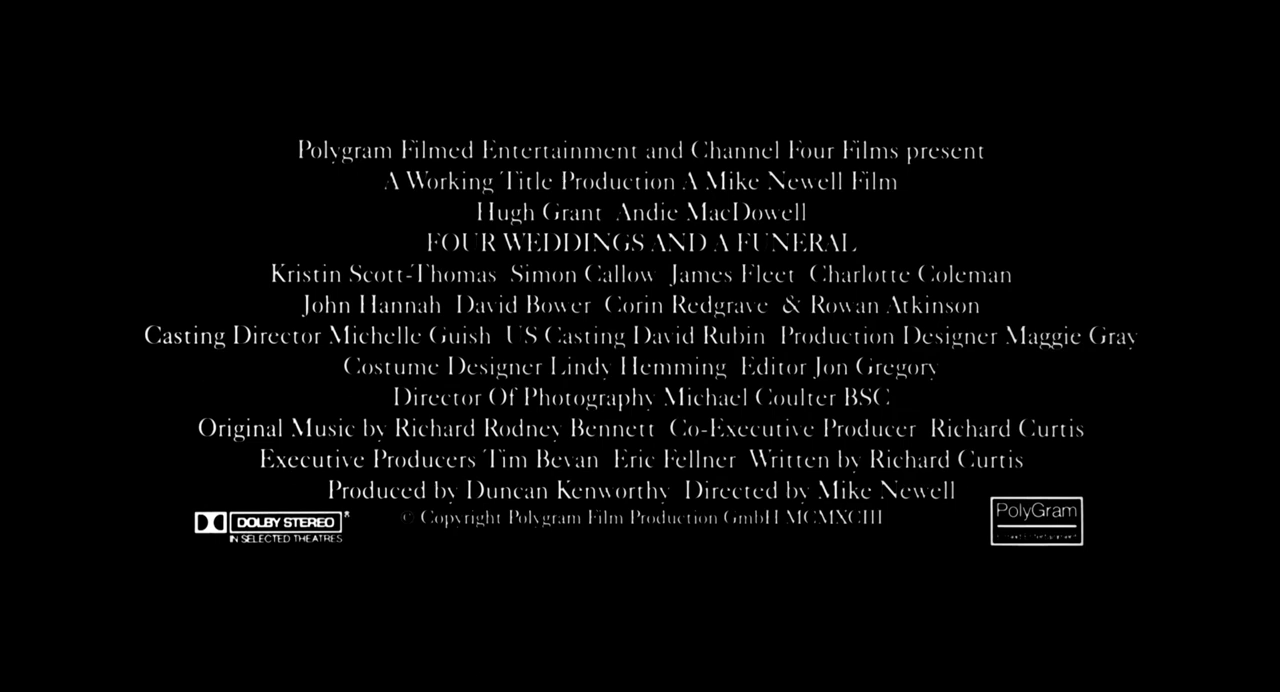 Polygram Filmed Entertainment and Channel Four Films present
A Working Title Production A Mike Newell Film
Hugh Grant Andie MacDowell
FOUR WEDDINGS AND A FUNERAL
Kristin Scott-Thomas Simon Callow James Fleet Charlotte Coleman
John Hannah David Bower Corin Redgrave & Rowan Atkinson
Casting Director Michelle Guish US Casting David Rubin Production Designer Maggie Gray
Costume Designer Lindy Hemming Editor Jon Gregory
Director Of Photography Michael Coulter BSC
Original Music by Richard Rodney Bennett Co-Executive Producer Richard Curtis
Executive Producers Tim Bevan Eric Fellner Written by Richard Curtis
Produced by Duncan Kenworthy Directed by Mike Newell
© Copyright Polygram Film Production GmbH MCMXCIII
DOLBY STEREO ®
IN SELECTED THEATRES
PolyGram